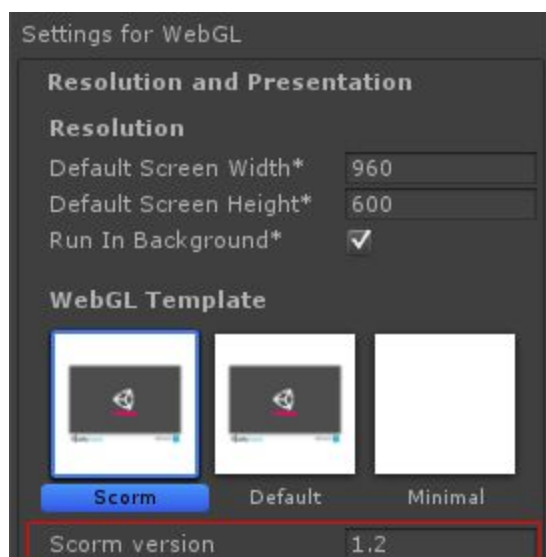 Settings for WebGL
Resolution and Presentation
Resolution
Default Screen Width* 960
Default Screen Height* 600
Run In Background*
WebGL Template
Scorm Default Minimal
Scorm version 1.2